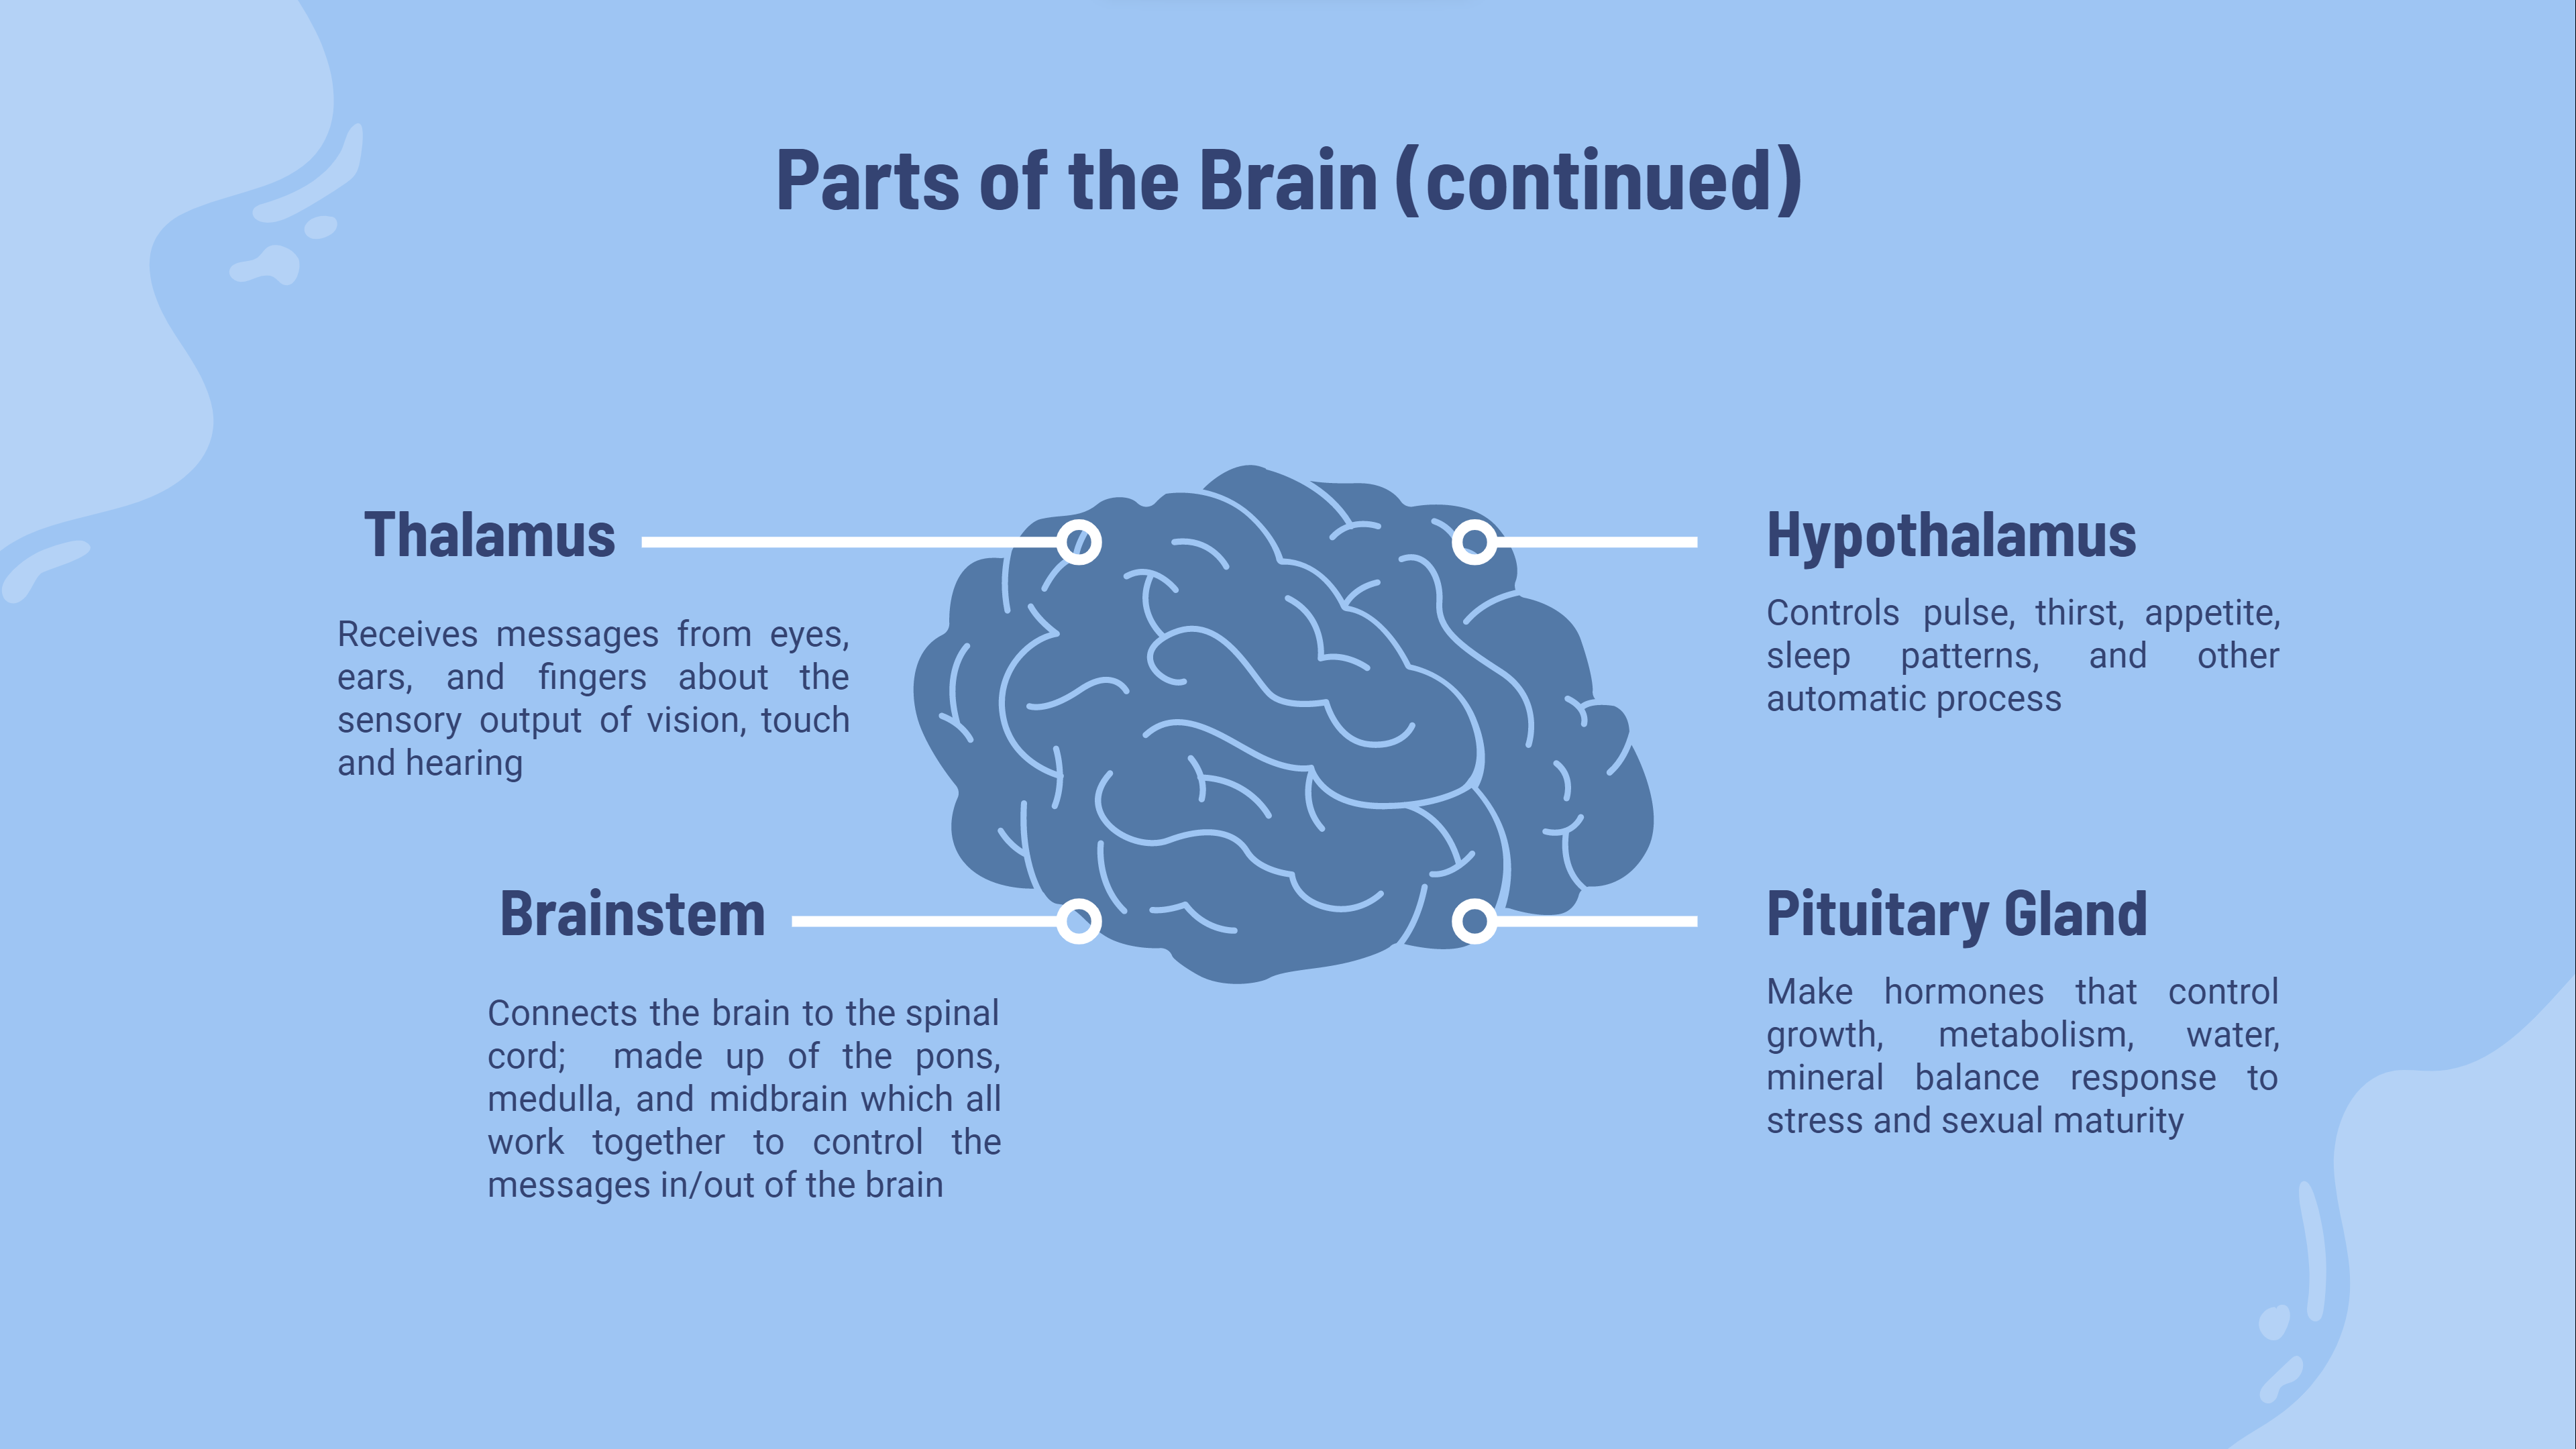 Parts of the Brain (continued)
Thalamus
Receives messages from eyes,
ears, and fingers about the
sensory output of vision, touch
and hearing
Hypothalamus
Controls pulse, thirst, appetite,
sleep patterns, and other
automatic process
Brainstem
Connects the brain to the spinal
cord; made up of the pons,
medulla, and midbrain which all
work together to control the
messages in/out of the brain
Pituitary Gland
Make hormones that control
growth, metabolism, water,
mineral balance response to
stress and sexual maturity